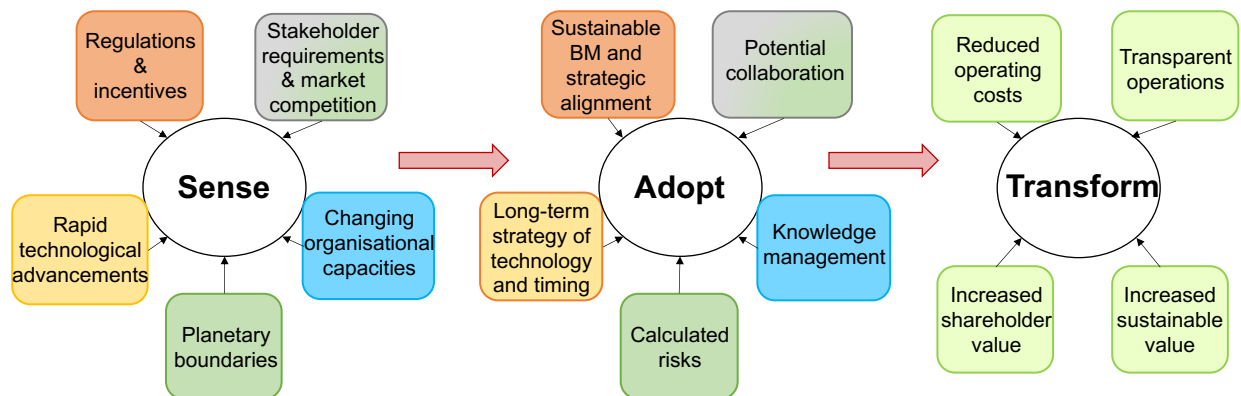 Regulations
&
incentives
Stakeholder
requirements
& market
competition
Sense
Rapid
technological
advancements
Changing
organisational
capacities
Planetary
boundaries
Sustainable
BM and
strategic
alignment
Potential
collaboration
Adopt
Long-term
strategy of
technology
and timing
Knowledge
management
Calculated
risks
Reduced
operating
costs
Transparent
operations
Transform
Increased
shareholder
value
Increased
sustainable
value